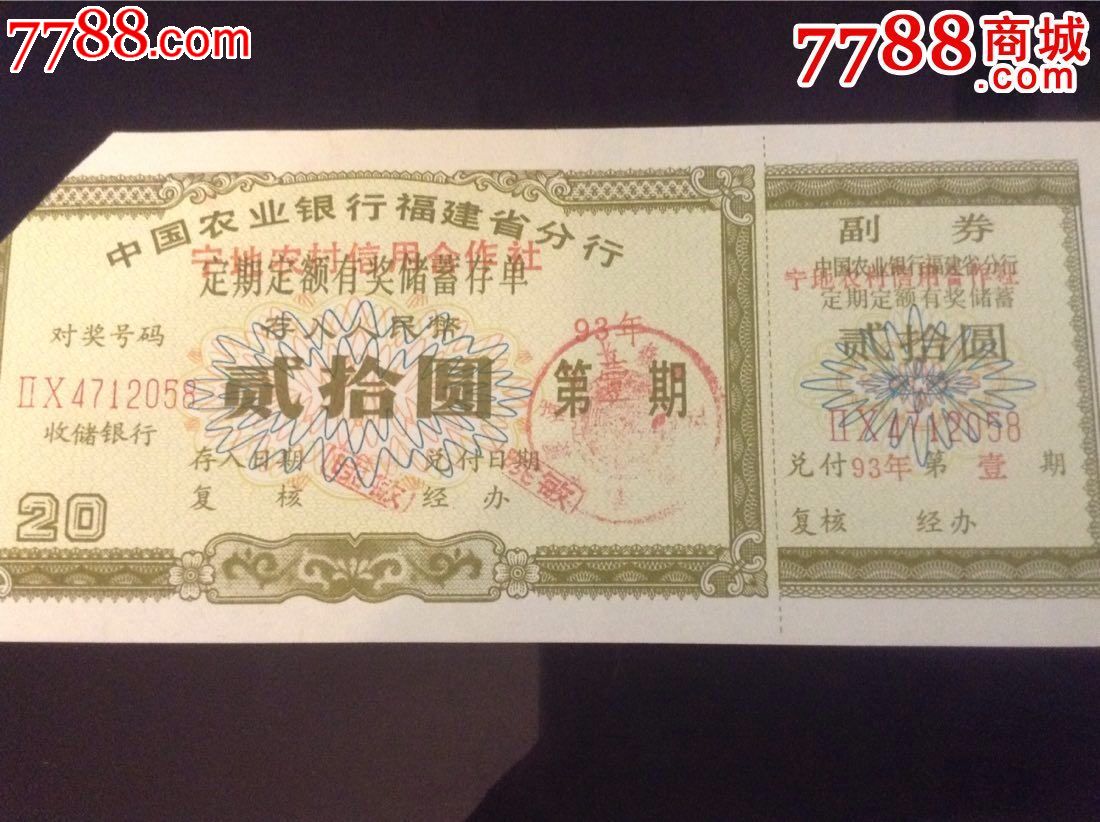 7788.com
7788商城
.com
中国农业银行福建省分行
宁地农村信用合作社
定期定额有奖储蓄存单
对奖号码
存入人民币
93年
ⅡX4712058
贰拾圆
第 期
收储银行
存入日期 兑付日期
复核 经办
20
副券
中国农业银行福建省分行
宁地农村信用合作社
定期定额有奖储蓄
贰拾圆
ⅡX4712058
兑付93年第壹期
复核 经办